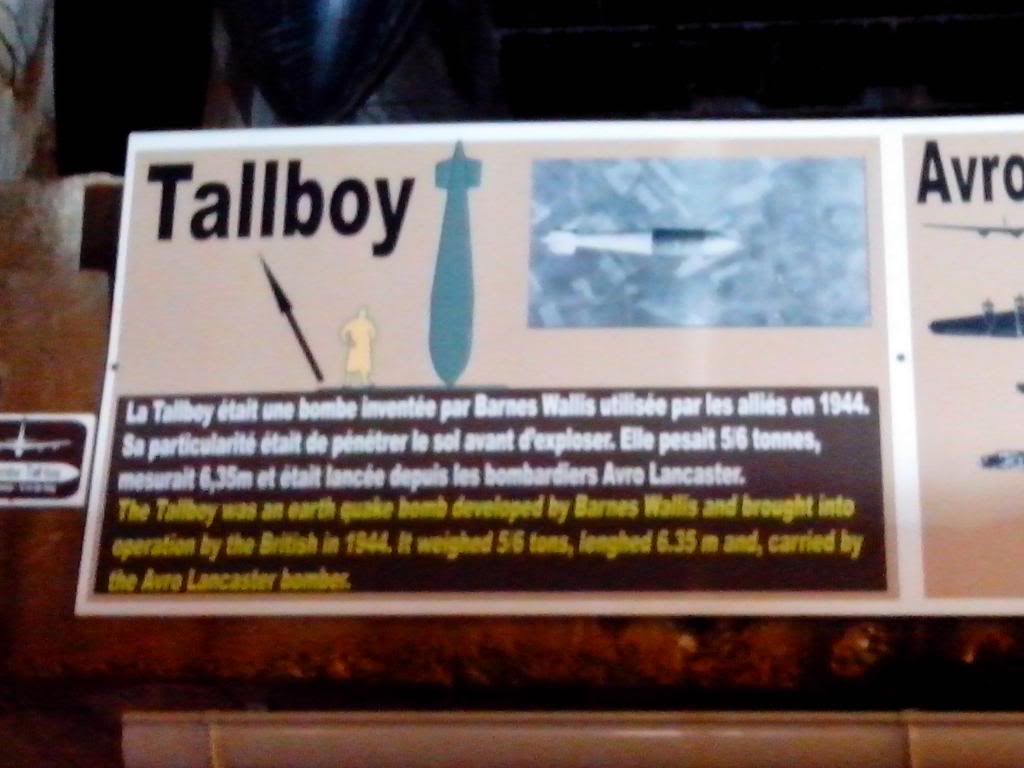 Tallboy
Avro
La Tallboy était une bombe inventée par Barnes Wallis utilisée par les alliés en 1944.
Sa particularité était de pénétrer le sol avant d'exploser. Elle pesait 5/6 tonnes,
mesurait 6,35m et était lancée depuis les bombardiers Avro Lancaster.
The Tallboy was an earth quake bomb developed by Barnes Wallis and brought into
operation by the British in 1944. It weighed 5/6 tons, longhed 6.35 m and, carried by
the Avro Lancaster bomber.